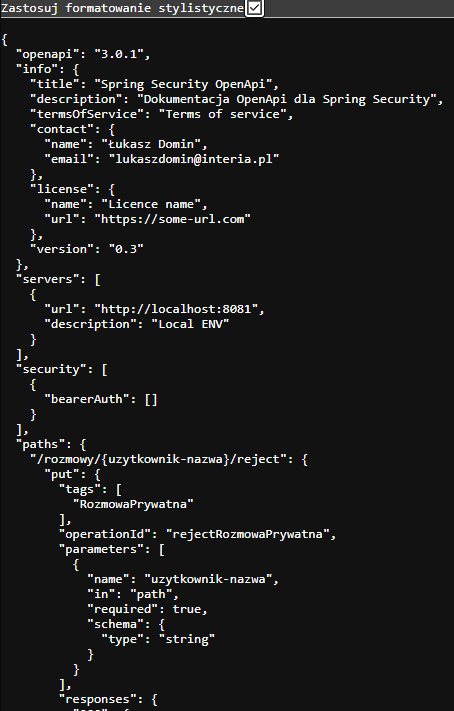 Zastosuj formatowanie stylistyczne
{
  "openapi": "3.0.1",
  "info": {
    "title": "Spring Security OpenApi",
    "description": "Dokumentacja OpenApi dla Spring Security",
    "termsOfService": "Terms of service",
    "contact": {
      "name": "Łukasz Domin",
      "email": "lukaszdomin@interia.pl"
    },
    "license": {
      "name": "Licence name",
      "url": "https://some-url.com"
    },
    "version": "0.3"
  },
  "servers": [
    {
      "url": "http://localhost:8081",
      "description": "Local ENV"
    }
  ],
  "security": [
    {
      "bearerAuth": []
    }
  ],
  "paths": {
    "/rozmowy/{uzytkownik-nazwa}/reject": {
      "put": {
        "tags": [
          "RozmowaPrywatna"
        ],
        "operationId": "rejectRozmowaPrywatna",
        "parameters": [
          {
            "name": "uzytkownik-nazwa",
            "in": "path",
            "required": true,
            "schema": {
              "type": "string"
            }
          }
        ],
        "responses": {